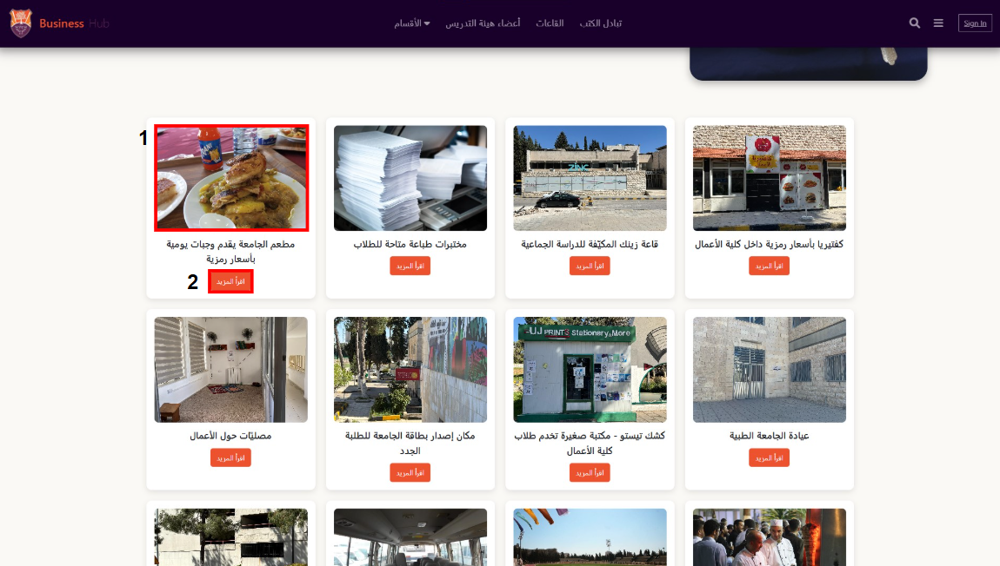 Business Hub
تبادل الكتب
القاعات
أعضاء هيئة التدريس
الأقسام
Sign In
1
مطعم الجامعة يقدم وجبات يومية
بأسعار رمزية
2
اقرأ المزيد
مختبرات طباعة متاحة للطلاب
اقرأ المزيد
ZINC
قاعة زينك المكيّفة للدراسة الجماعية
اقرأ المزيد
كفتيريا بأسعار رمزية داخل كلية الأعمال
اقرأ المزيد
مصليّات حول الأعمال
اقرأ المزيد
مكان إصدار بطاقة الجامعة للطلبة
الجدد
اقرأ المزيد
UJ PRINT Stationery & More
كشك تيستو - مكتبة صغيرة تخدم طلاب
كلية الأعمال
اقرأ المزيد
عيادة الجامعة الطبية
اقرأ المزيد